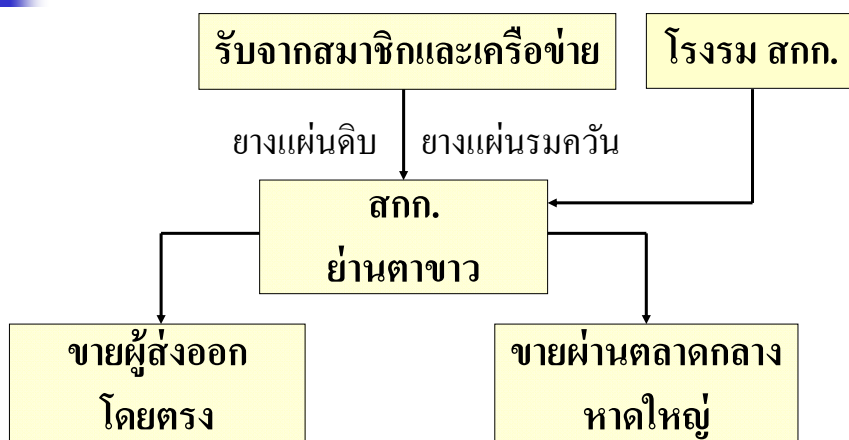 รับจากสมาชิกและเครือข่าย
โรงรม สกก.
ยางแผ่นดิบ
ยางแผ่นรมควัน
สกก.
ย่านตาขาว
ขายผู้ส่งออก
โดยตรง
ขายผ่านตลาดกลาง
หาดใหญ่